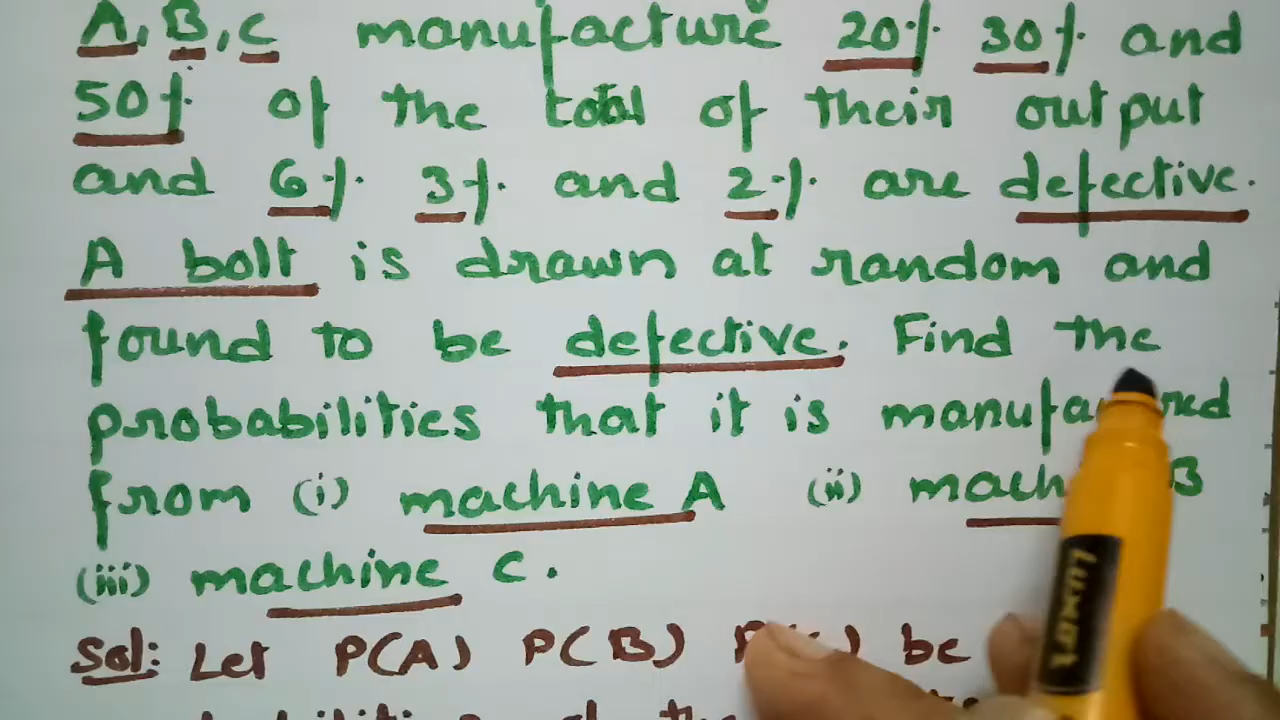 A, B, C manufacture 20% 30% and
50% of the total of their output
and 6% 3% and 2% are defective.
A bolt is drawn at random and
found to be defective. Find the
probabilities that it is
from (i) machine A (ii) B
(iii) machine C.
Sol: Let P(A) P(B) be
the
Luxor